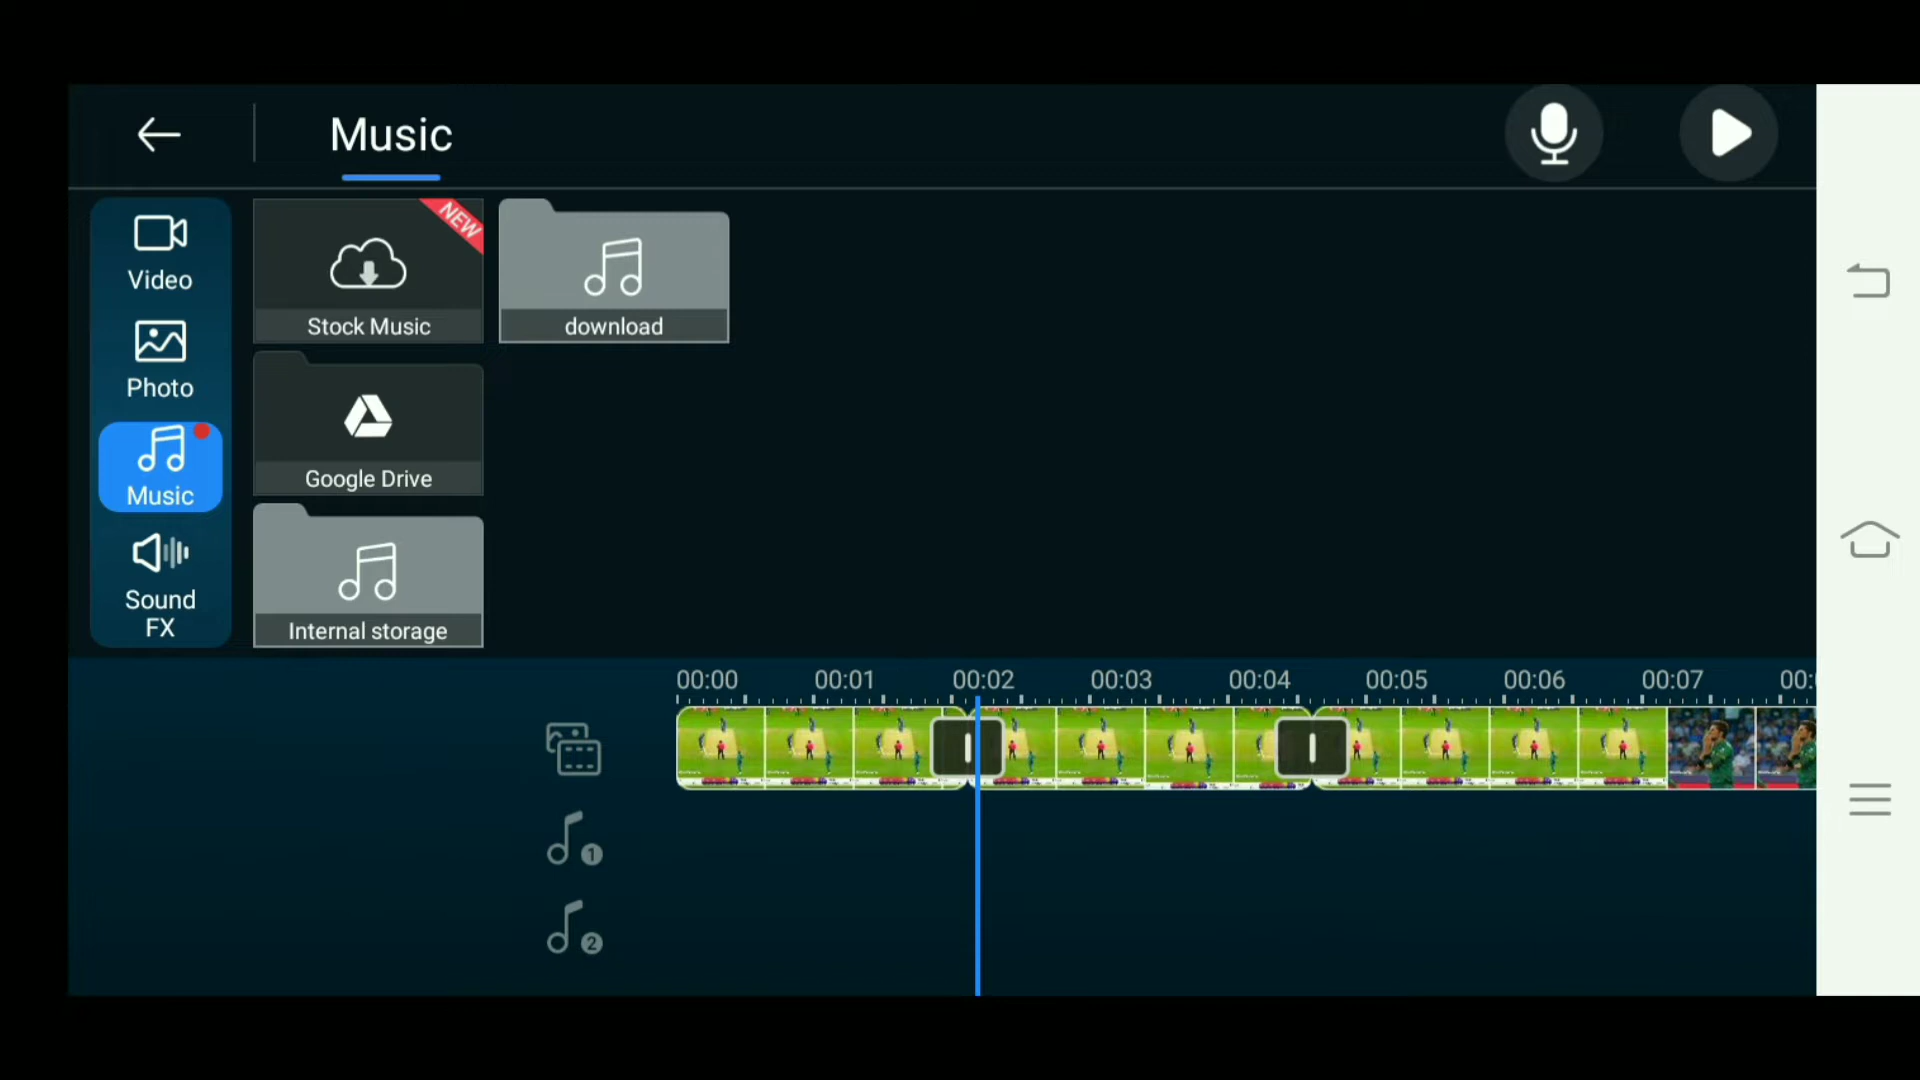 Music
Video
Photo
Music
Sound
FX
Stock Music
NEW
download
Google Drive
Internal storage
00:00 00:01 00:02 00:03 00:04 00:05 00:06 00:07 00:
1
2